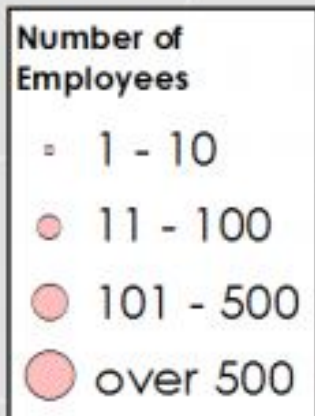 Number of
Employees
1 - 10
11 - 100
101 - 500
over 500